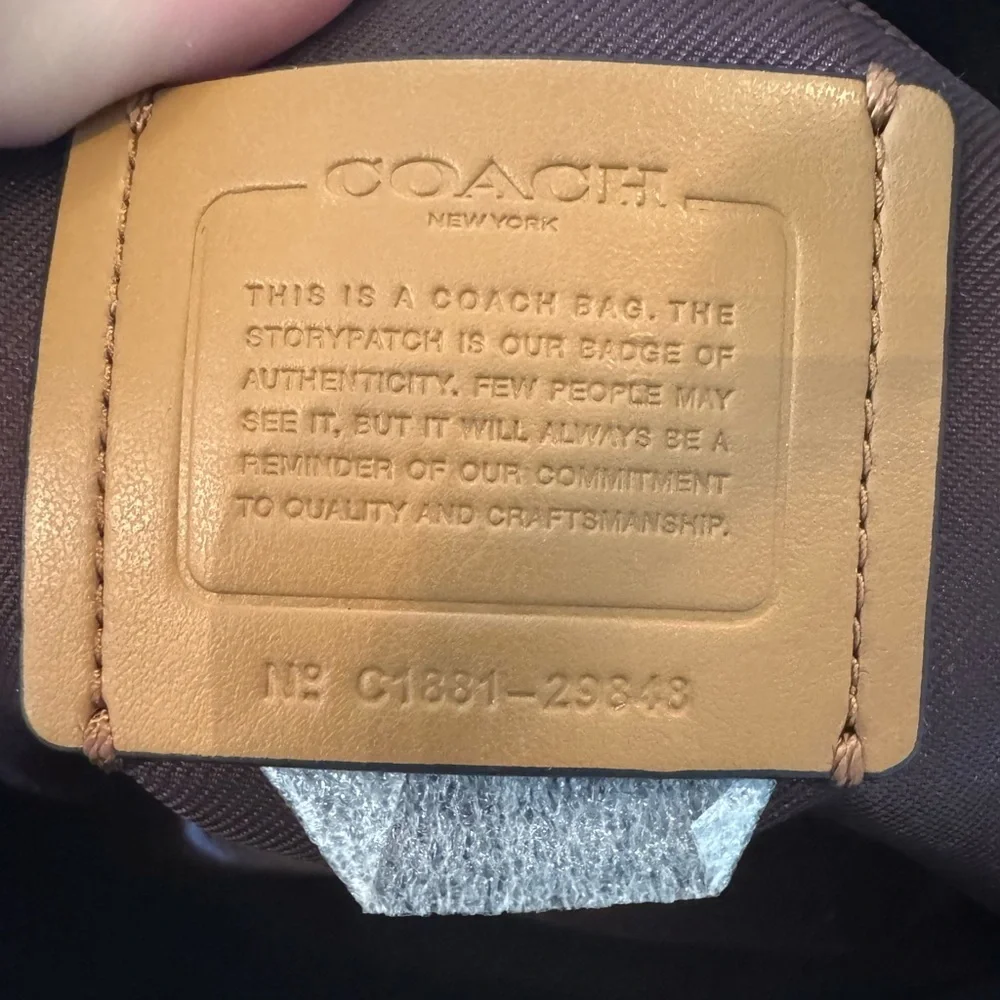 COACH
NEW YORK
THIS IS A COACH BAG. THE
STORYPATCH IS OUR BADGE OF
AUTHENTICITY. FEW PEOPLE MAY
SEE IT, BUT IT WILL ALWAYS BE A
REMINDER OF OUR COMMITMENT
TO QUALITY AND CRAFTSMANSHIP.
Nº C1881-29848